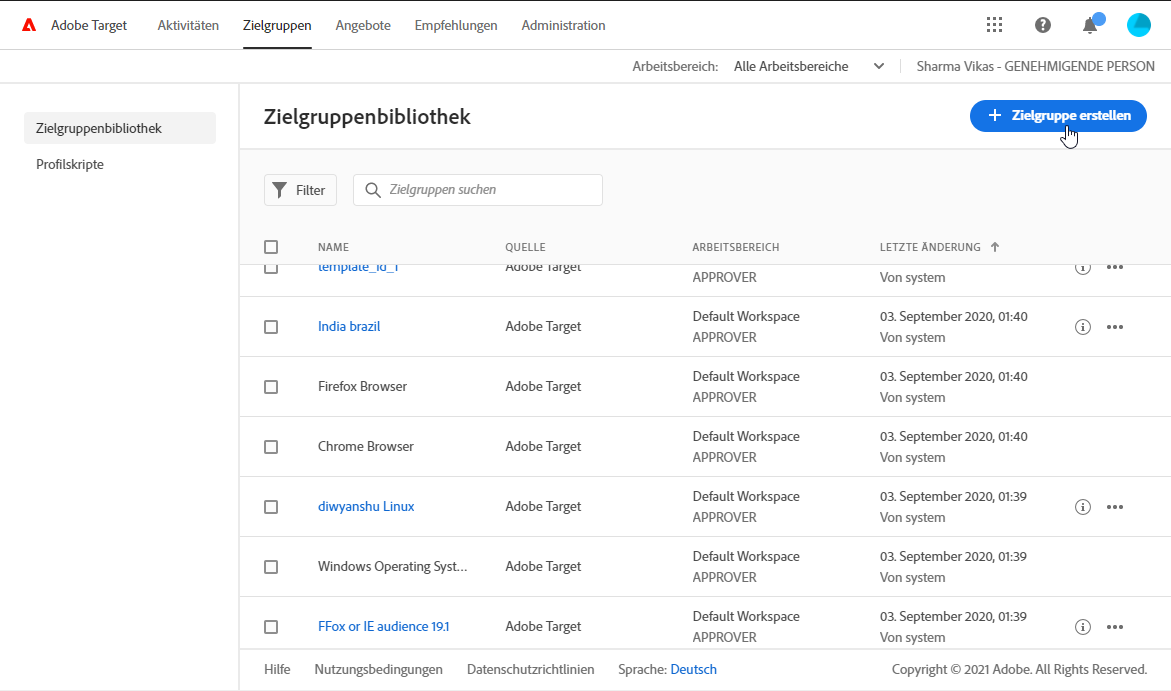 Adobe Target Aktivitäten Zielgruppen Angebote Empfehlungen Administration
Arbeitsbereich: Alle Arbeitsbereiche Sharma Vikas - GENEHMIGENDE PERSON
Zielgruppenbibliothek
Profilskripte
Zielgruppenbibliothek
+ Zielgruppe erstellen
Filter
Zielgruppen suchen
NAME QUELLE ARBEITSBEREICH LETZTE ÄNDERUNG
template_id_1 Adobe Target
APPROVER Von system
India brazil Adobe Target Default Workspace 03. September 2020, 01:40
APPROVER Von system
Firefox Browser Adobe Target Default Workspace 03. September 2020, 01:40
APPROVER Von system
Chrome Browser Adobe Target Default Workspace 03. September 2020, 01:40
APPROVER Von system
diwyanshu Linux Adobe Target Default Workspace 03. September 2020, 01:39
APPROVER Von system
Windows Operating Syst... Adobe Target Default Workspace 03. September 2020, 01:39
APPROVER Von system
FFox or IE audience 19.1 Adobe Target Default Workspace 03. September 2020, 01:39
APPROVER Von system
Hilfe Nutzungsbedingungen Datenschutzrichtlinien Sprache: Deutsch Copyright © 2021 Adobe. All Rights Reserved.